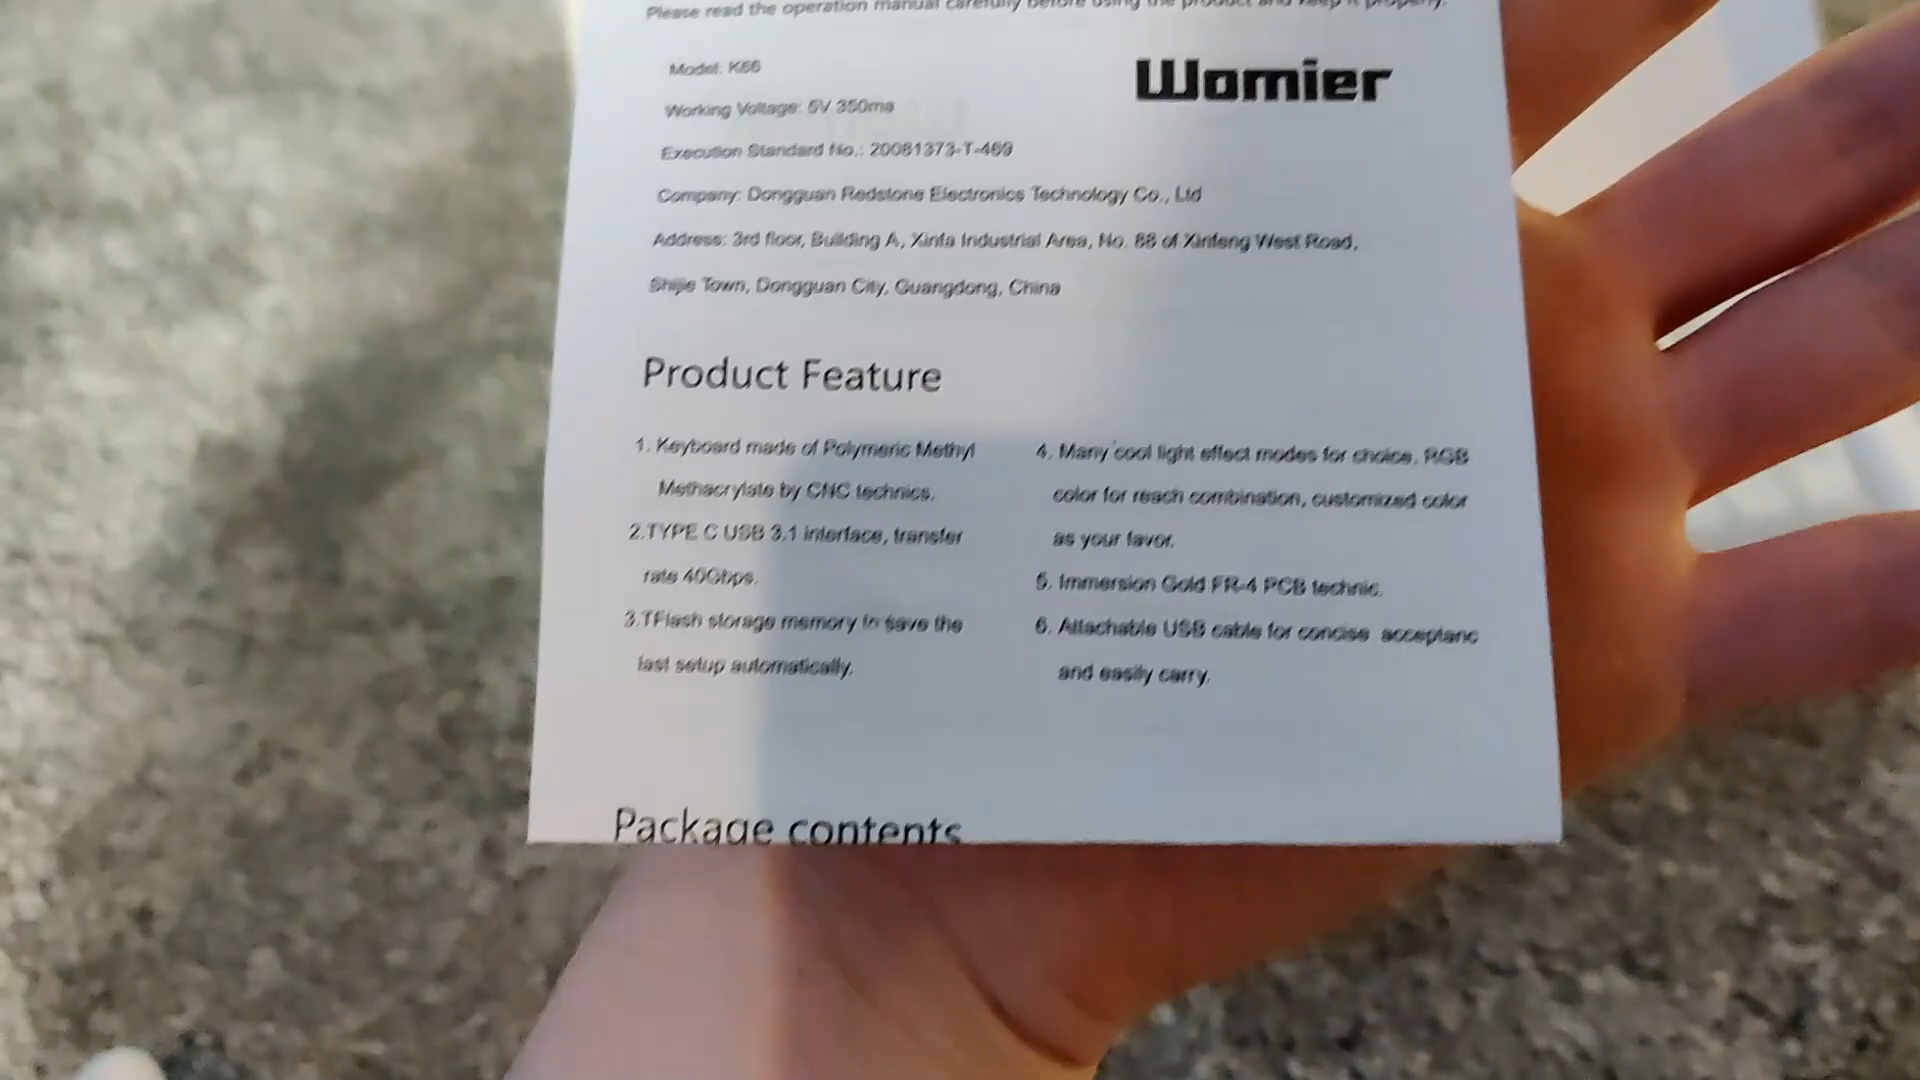 Please read the operation manual carefully before using the product and keep it properly.
Model: K66
Womier
Working Voltage: 5V 350ma
Execution Standard No.: 20081373-T-469
Company: Dongguan Redstone Electronics Technology Co., Ltd
Address: 3rd floor, Building A, Xinfa Industrial Area, No. 88 of Xinfeng West Road,
Shijie Town, Dongguan City, Guangdong, China
Product Feature
1. Keyboard made of Polymeric Methyl
Methacrylate by CNC technics.
2.TYPE C USB 3.1 interface, transfer
rate 40Gbps.
3.TFlash storage memory to save the
last setup automatically.
4. Many cool light effect modes for choice, RGB
color for reach combination, customized color
as your favor.
5. Immersion Gold FR-4 PCB technic.
6. Attachable USB cable for concise acceptanc
and easily carry.
Package contents